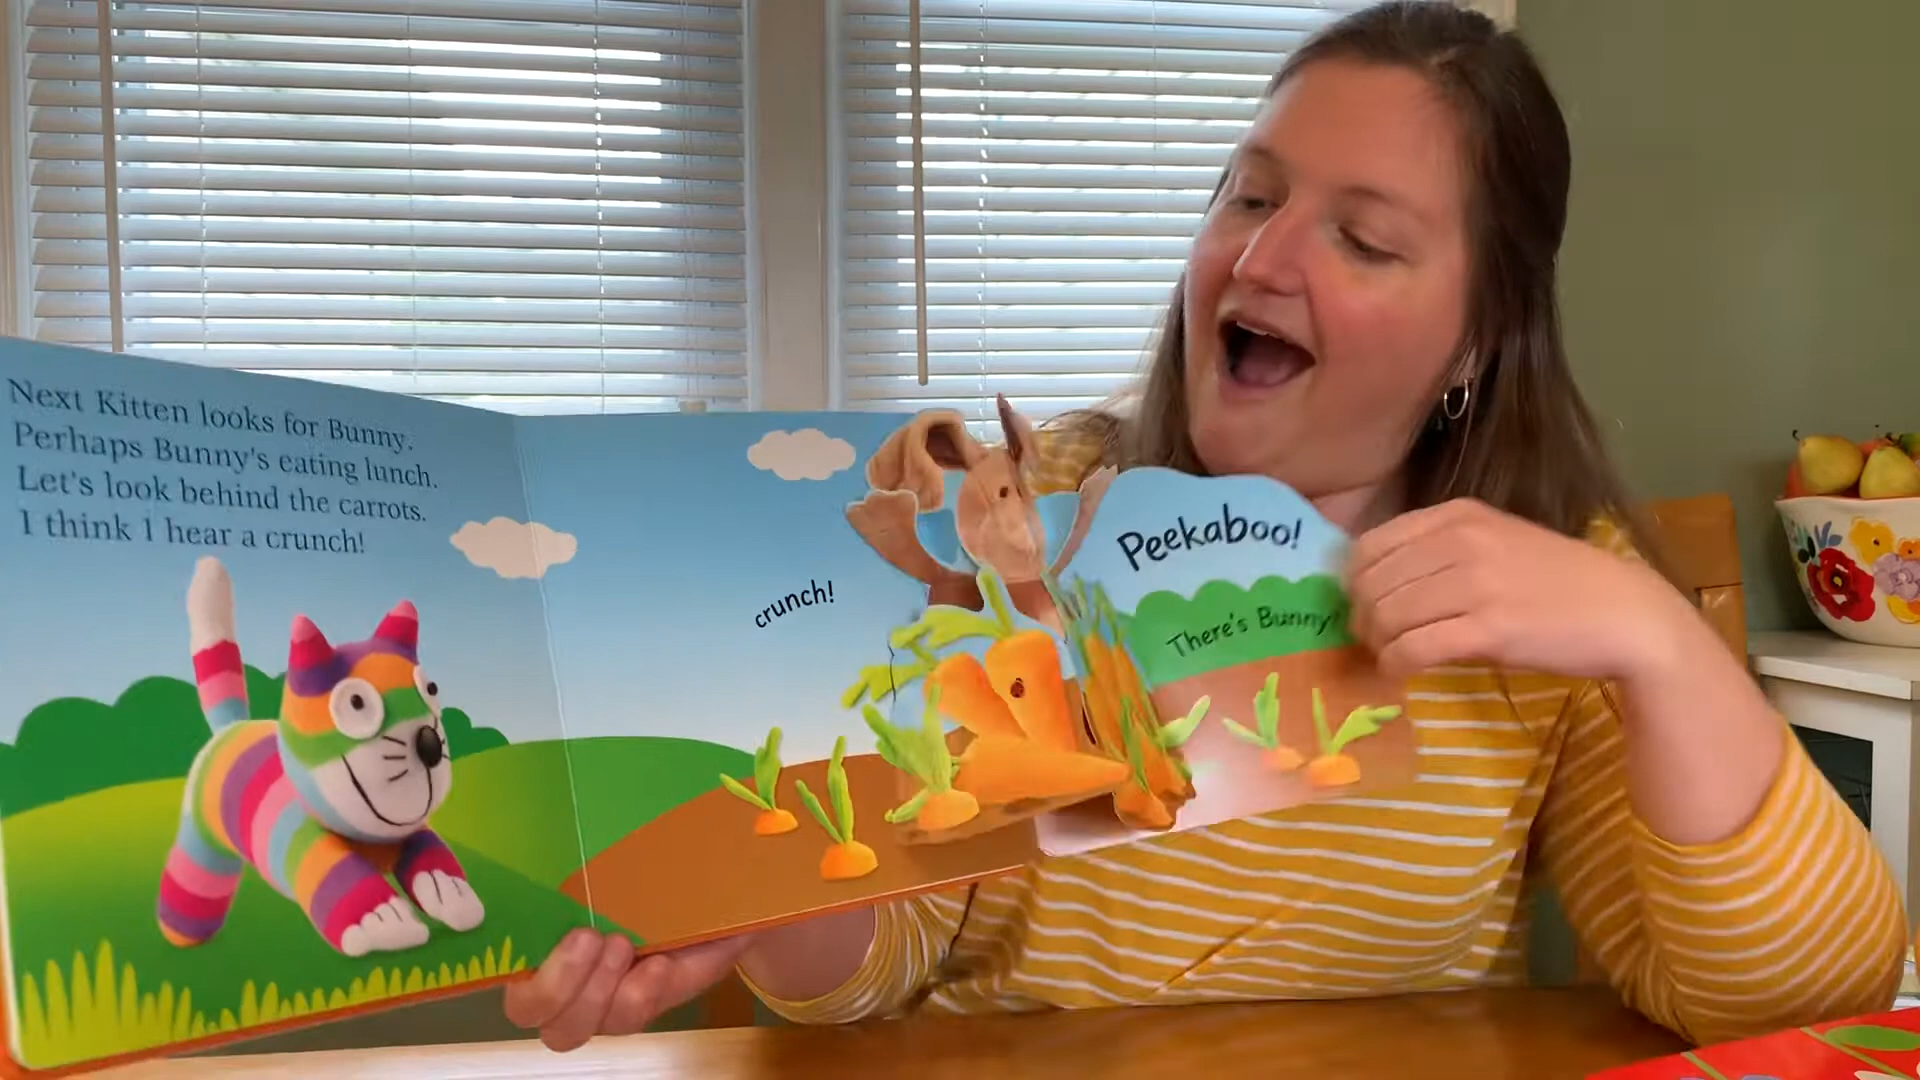 Next Kitten looks for Bunny.
Perhaps Bunny's eating lunch.
Let's look behind the carrots.
I think I hear a crunch!
crunch!
Peekaboo!
There's Bunny!